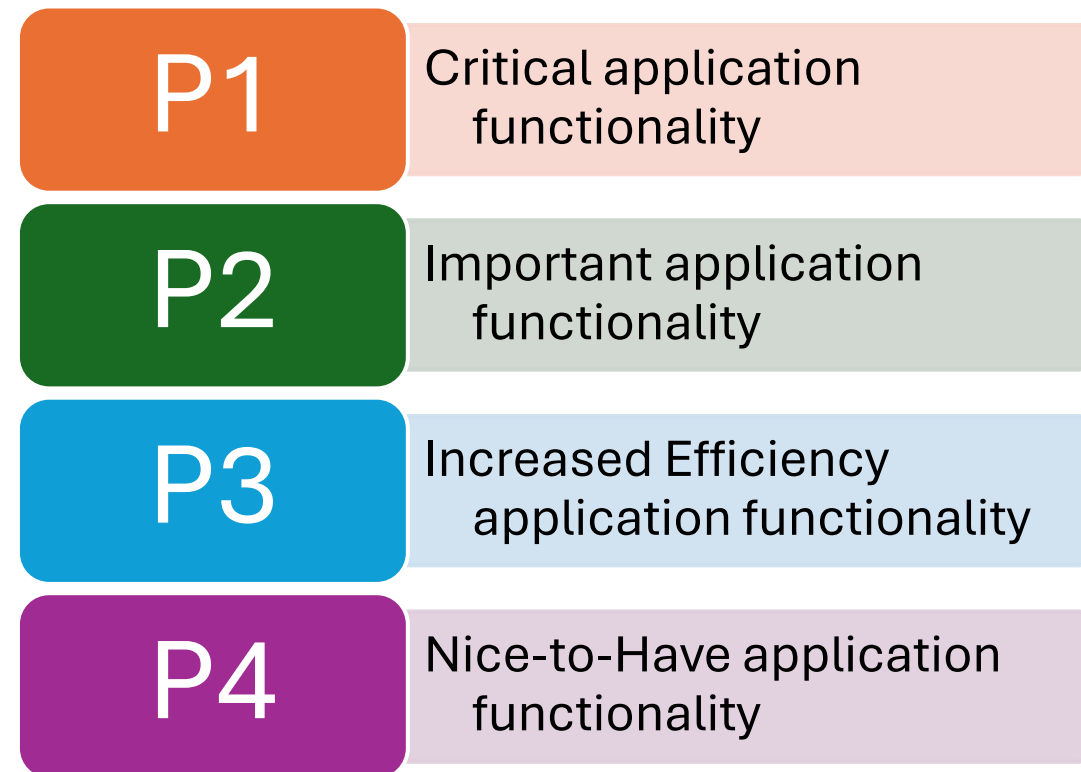 P1
Critical application
functionality
P2
Important application
functionality
P3
Increased Efficiency
application functionality
P4
Nice-to-Have application
functionality